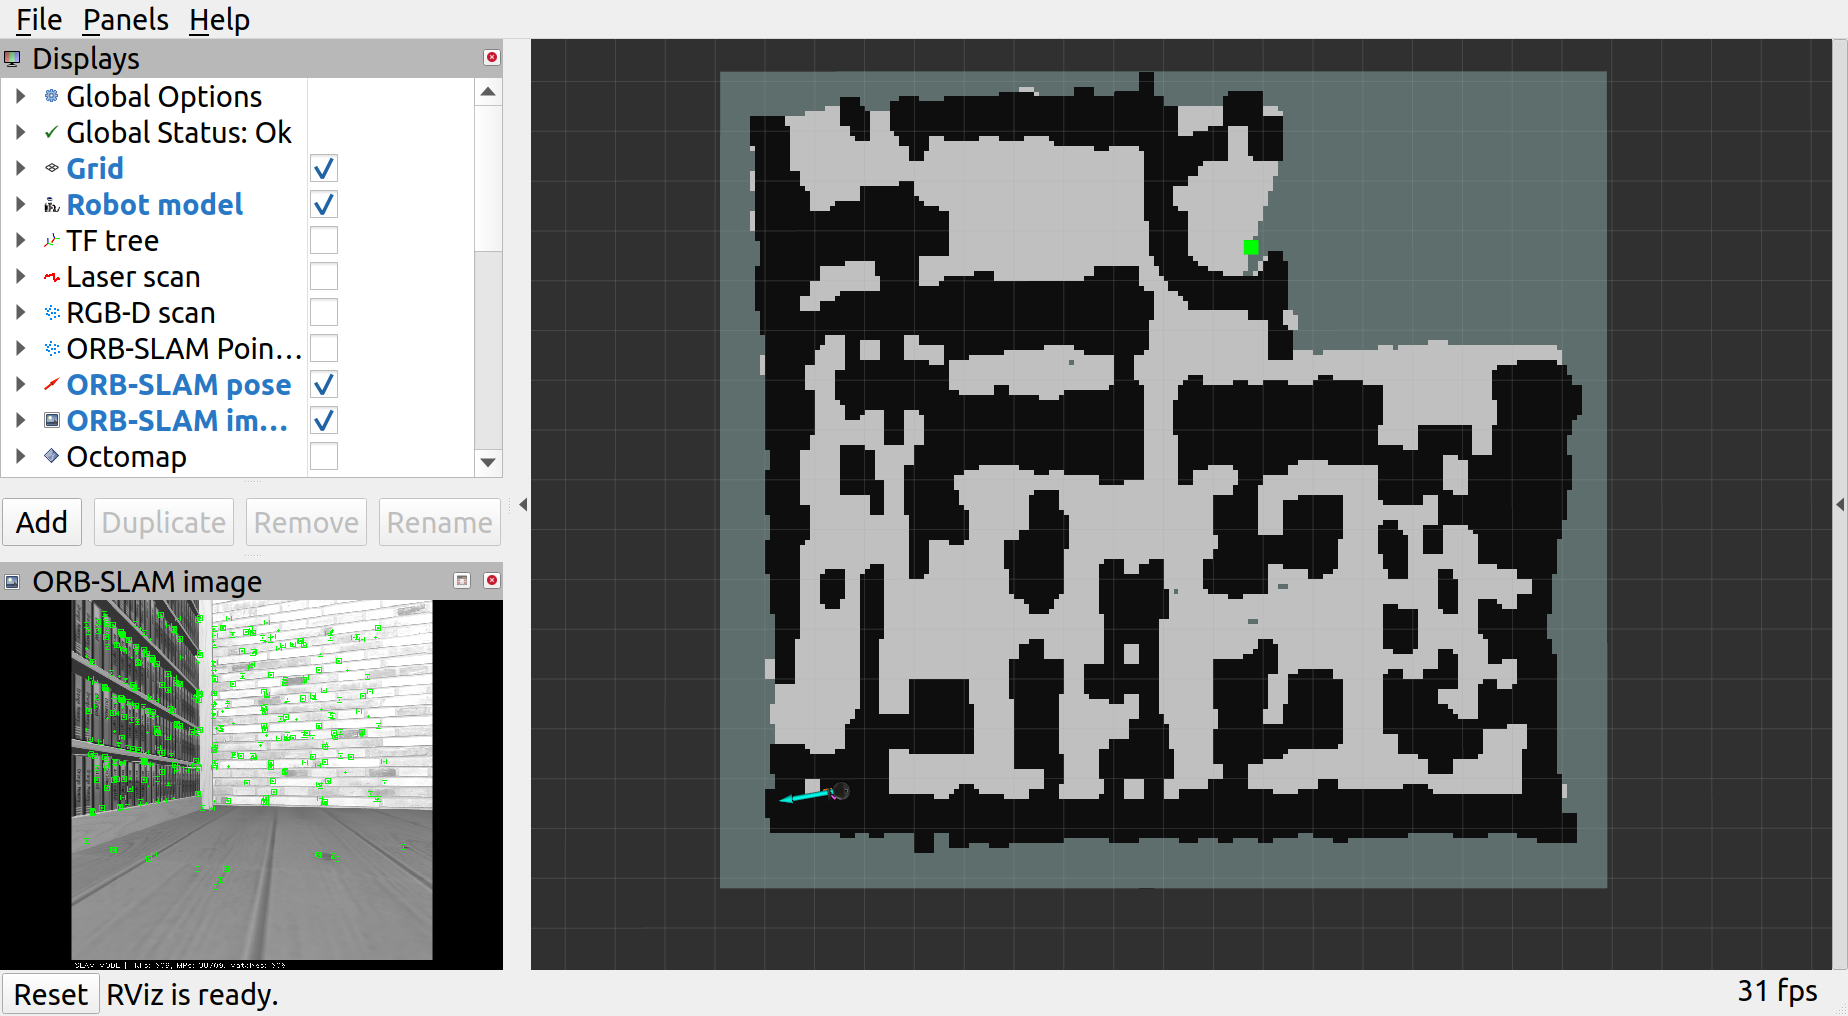 File Panels Help
Displays
Global Options
Global Status: Ok
Grid
Robot model
TF tree
Laser scan
RGB-D scan
ORB-SLAM Poin...
ORB-SLAM pose
ORB-SLAM im...
Octomap
Add Duplicate Remove Rename
ORB-SLAM image
SLAM MODE |
Reset RViz is ready.
31 fps